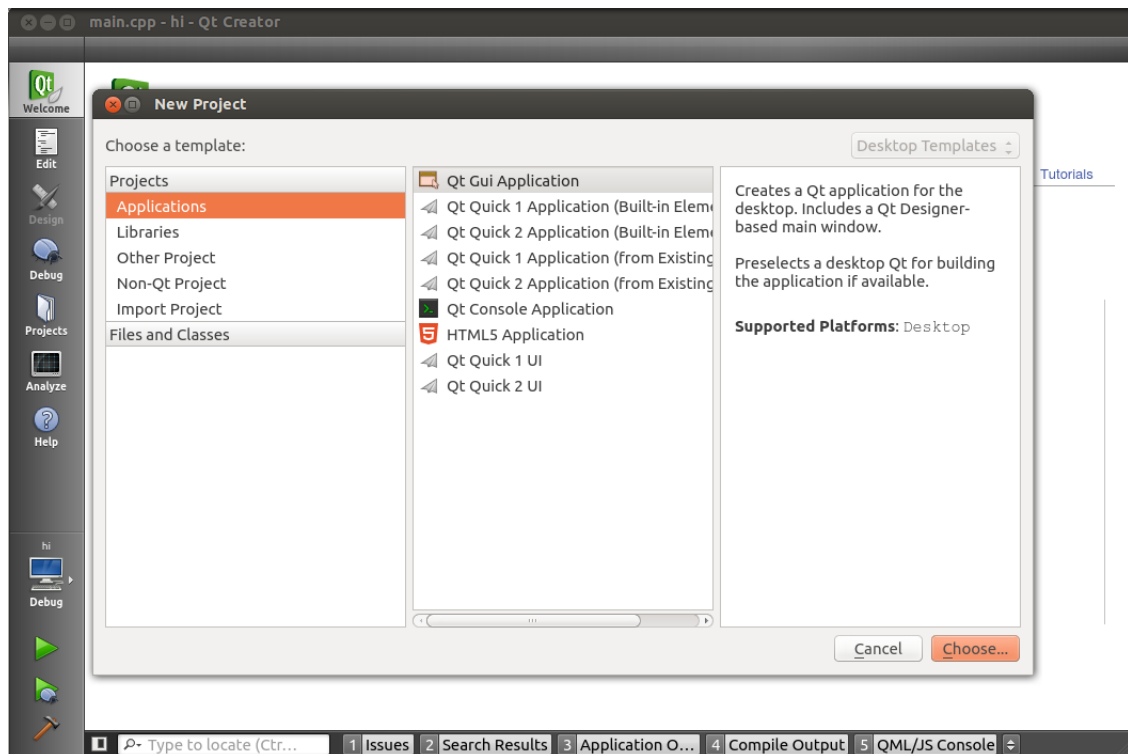 main.cpp - hi - Qt Creator
Qt
Welcome
Edit
Design
Debug
Projects
Analyze
Help
hi
Debug
New Project
Choose a template:
Desktop Templates
Projects
Applications
Libraries
Other Project
Non-Qt Project
Import Project
Files and Classes
Qt Gui Application
Qt Quick 1 Application (Built-in Elem
Qt Quick 2 Application (Built-in Elem
Qt Quick 1 Application (from Existing
Qt Quick 2 Application (from Existing
Qt Console Application
5 HTML5 Application
Qt Quick 1 UI
Qt Quick 2 UI
Creates a Qt application for the
desktop. Includes a Qt Designer-
based main window.
Preselects a desktop Qt for building
the application if available.
Supported Platforms: Desktop
Cancel
Choose...
Tutorials
Type to locate (Ctr...
1 Issues
2 Search Results
3 Application O...
4 Compile Output
5 QML/JS Console